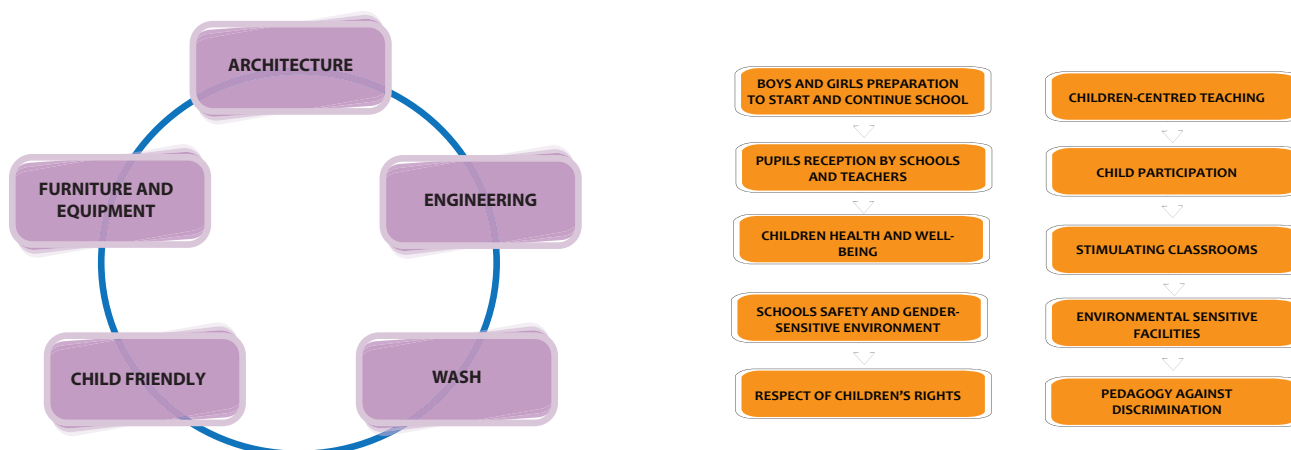 ARCHITECTURE
FURNITURE AND
EQUIPMENT
ENGINEERING
CHILD FRIENDLY
WASH
BOYS AND GIRLS PREPARATION
TO START AND CONTINUE SCHOOL
PUPILS RECEPTION BY SCHOOLS
AND TEACHERS
CHILDREN HEALTH AND WELL-
BEING
SCHOOLS SAFETY AND GENDER-
SENSITIVE ENVIRONMENT
RESPECT OF CHILDREN'S RIGHTS
CHILDREN-CENTRED TEACHING
CHILD PARTICIPATION
STIMULATING CLASSROOMS
ENVIRONMENTAL SENSITIVE
FACILITIES
PEDAGOGY AGAINST
DISCRIMINATION